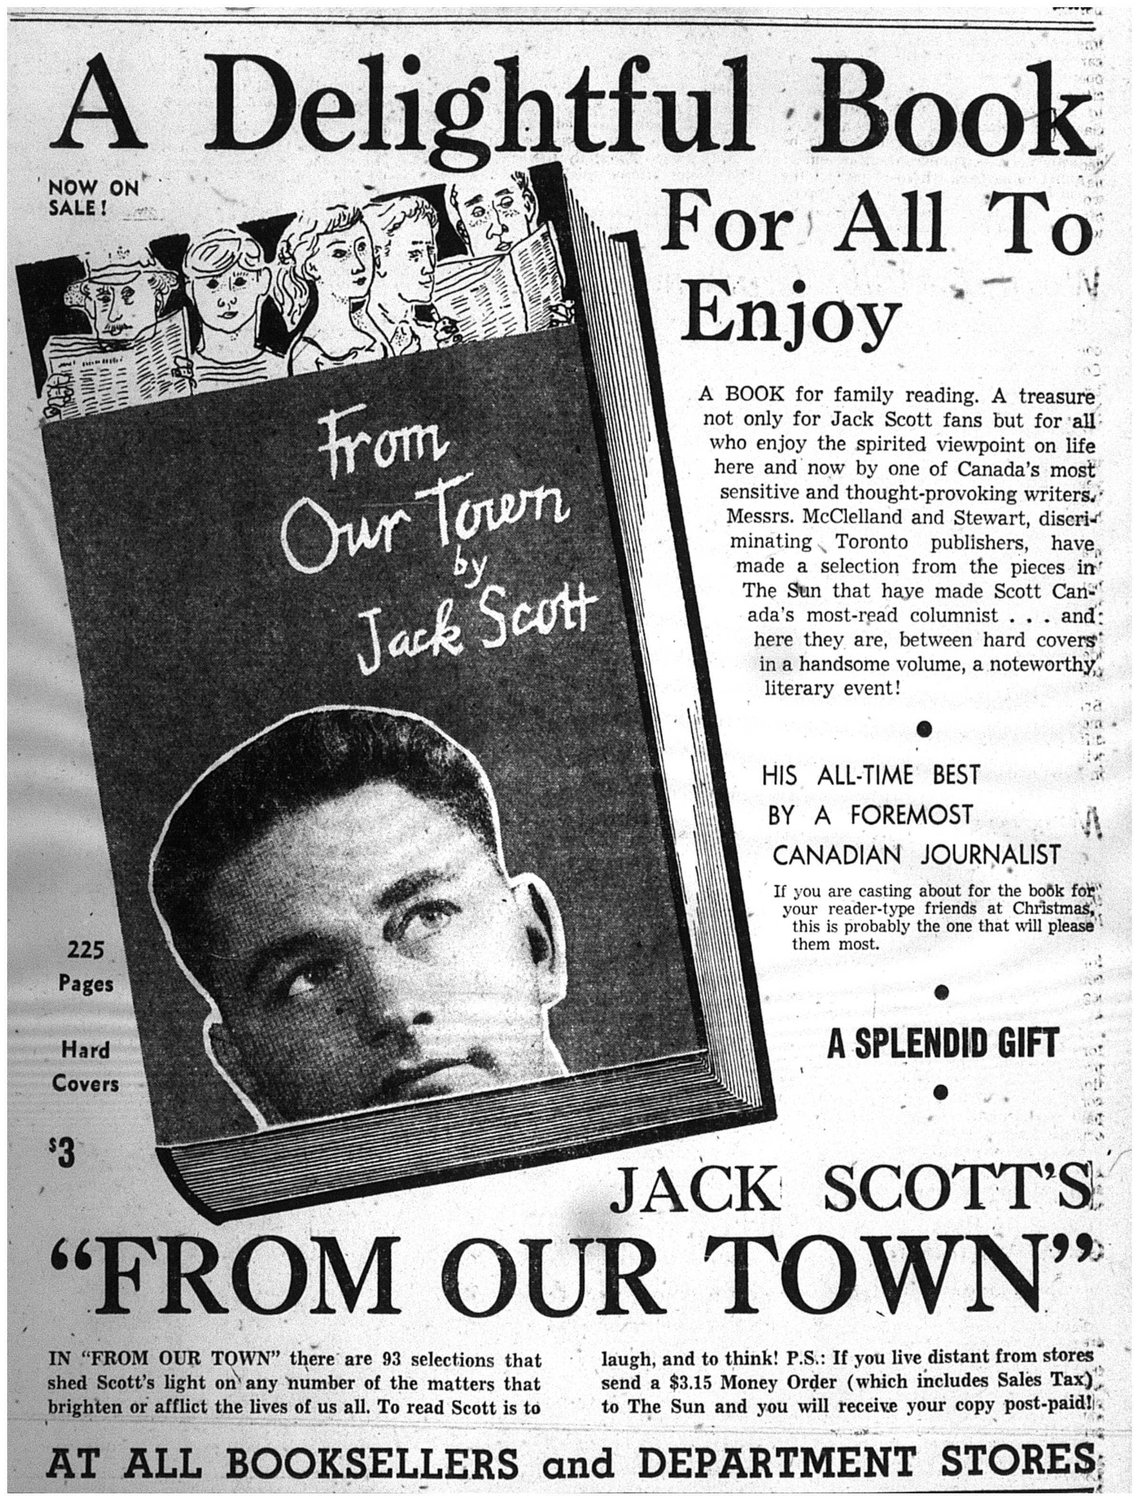 A Delightful Book
NOW ON
SALE!
For All To
Enjoy
From
Our Town
by
Jack Scott
A BOOK for family reading. A treasure
not only for Jack Scott fans but for all
who enjoy the spirited viewpoint on life
here and now by one of Canada's most
sensitive and thought-provoking writers.
Messrs. McClelland and Stewart, discri-
minating Toronto publishers, have
made a selection from the pieces in
The Sun that have made Scott Can-
ada's most-read columnist . . . and
here they are, between hard covers
in a handsome volume, a noteworthy
literary event!
HIS ALL-TIME BEST
BY A FOREMOST
CANADIAN JOURNALIST
If you are casting about for the book for
your reader-type friends at Christmas,
this is probably the one that will please
them most.
225
Pages
Hard
Covers
$3
A SPLENDID GIFT
JACK SCOTT'S
"FROM OUR TOWN"
IN "FROM OUR TOWN" there are 93 selections that
shed Scott's light on any number of the matters that
brighten or afflict the lives of us all. To read Scott is to
laugh, and to think! P.S.: If you live distant from stores
send a $3.15 Money Order (which includes Sales Tax)
to The Sun and you will receive your copy post-paid!
AT ALL BOOKSELLERS and DEPARTMENT STORES